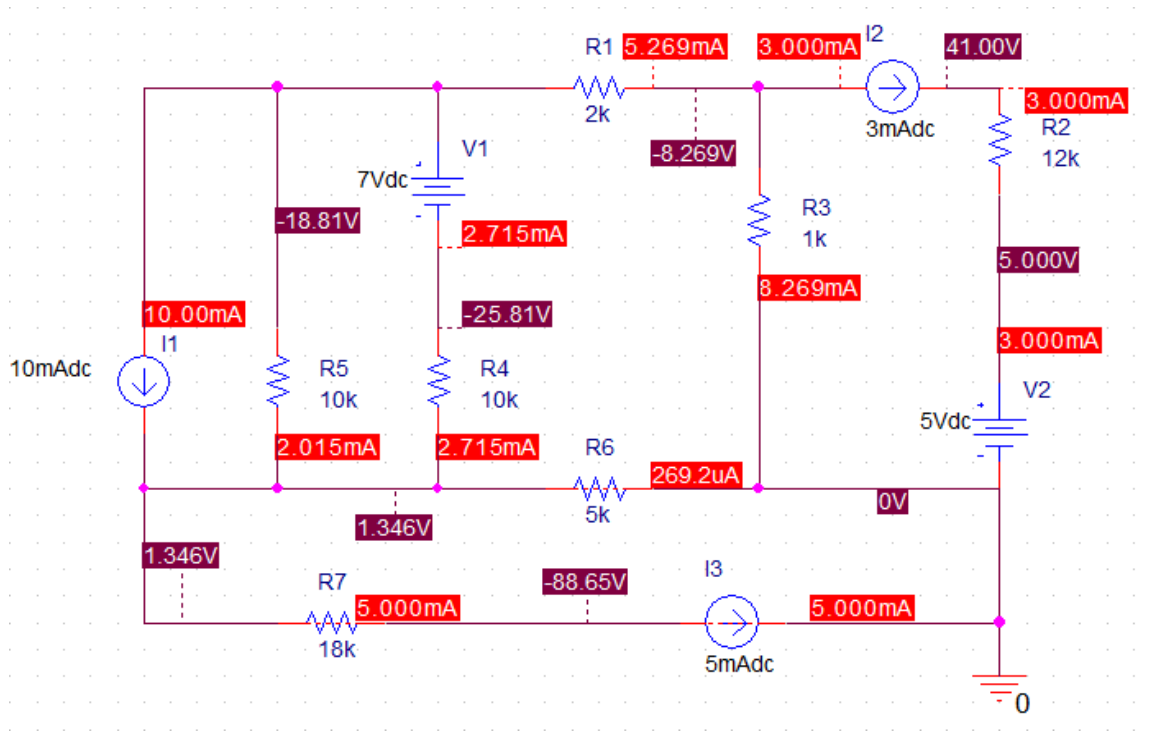 I2
R1 5.269mA 3.000mA 41.00V
3.000mA
2k 3mAdc R2
V1 -8.269V 12k
7Vdc
R3
-18.81V 1k
2.715mA
5.000V
8.269mA
10.00mA -25.81V
I1 3.000mA
10mAdc R5 R4
10k 10k V2
5Vdc
2.015mA 2.715mA R6
269.2uA
5k 0V
1.346V
1.346V
R7 -88.65V I3
5.000mA 5.000mA
18k 5mAdc
0